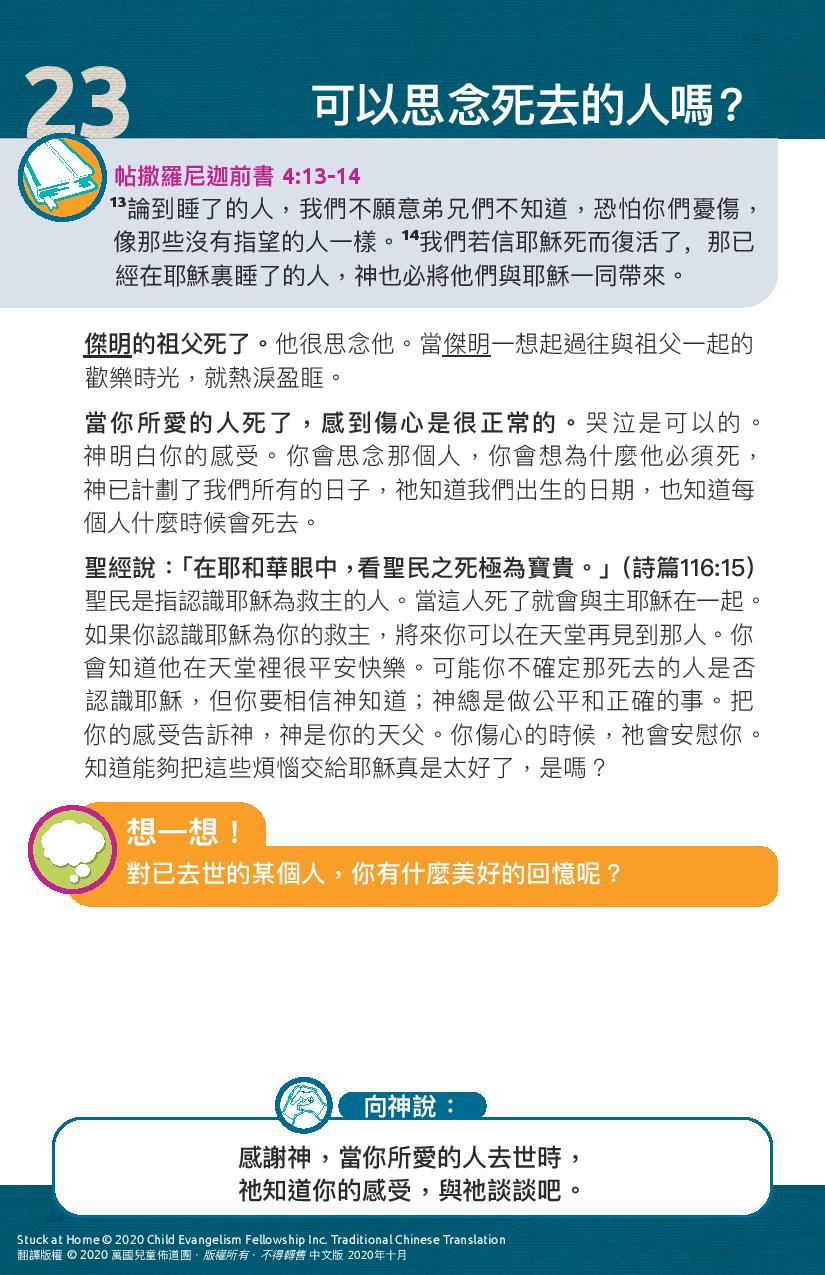 23
可以思念死去的人嗎？
帖撒羅尼迦前書 4:13-14
¹³論到睡了的人，我們不願意弟兄們不知道，恐怕你們憂傷，
像那些沒有指望的人一樣。¹⁴我們若信耶穌死而復活了，那已
經在耶穌裏睡了的人，神也必將他們與耶穌一同帶來。
傑明的祖父死了。他很思念他。當傑明一想起過往與祖父一起的
歡樂時光，就熱淚盈眶。
當你所愛的人死了，感到傷心是很正常的。哭泣是可以的。
神明白你的感受。你會思念那個人，你會想為什麼他必須死，
神已計劃了我們所有的日子，祂知道我們出生的日期，也知道每
個人什麼時候會死去。
聖經說：「在耶和華眼中，看聖民之死極為寶貴。」（詩篇116:15）
聖民是指認識耶穌為救主的人。當這人死了就會與主耶穌在一起。
如果你認識耶穌為你的救主，將來你可以在天堂再見到那人。你
會知道他在天堂裡很平安快樂。可能你不確定那死去的人是否
認識耶穌，但你要相信神知道；神總是做公平和正確的事。把
你的感受告訴神，神是你的天父。你傷心的時候，祂會安慰你。
知道能夠把這些煩惱交給耶穌真是太好了，是嗎？
想一想！
對已去世的某個人，你有什麼美好的回憶呢？
向神說：
感謝神，當你所愛的人去世時，
祂知道你的感受，與祂談談吧。
Stuck at Home © 2020 Child Evangelism Fellowship Inc. Traditional Chinese Translation
翻譯版權 © 2020 萬國兒童佈道團．版權所有．不得轉售 中文版 2020年十月